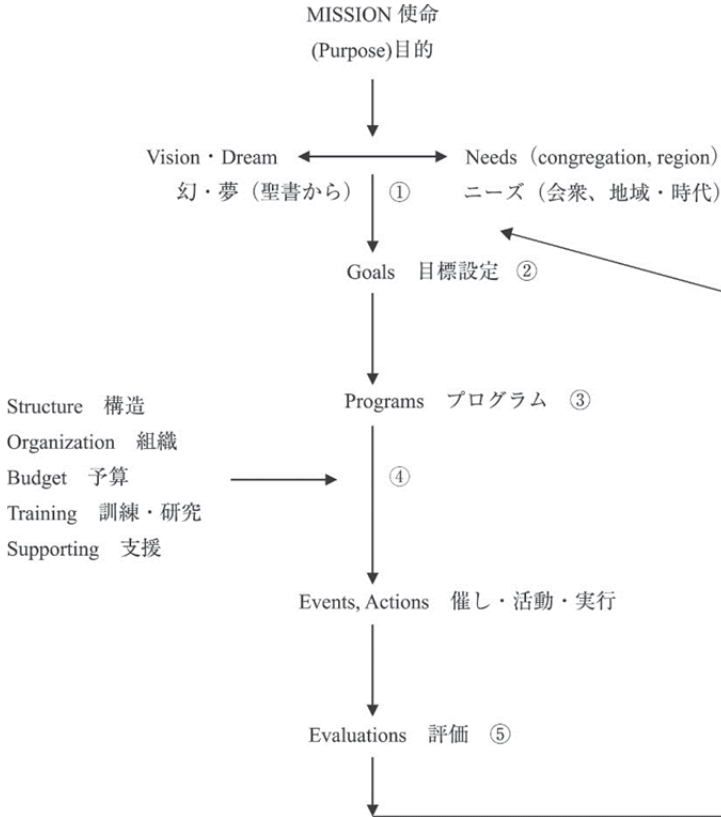 MISSION 使命
(Purpose)目的
Vision・Dream
幻・夢（聖書から）
①
Needs（congregation, region）
ニーズ（会衆、地域・時代）
Goals　目標設定　②
Programs　プログラム　③
Structure　構造
Organization　組織
Budget　予算
Training　訓練・研究
Supporting　支援
④
Events, Actions　催し・活動・実行
Evaluations　評価　⑤